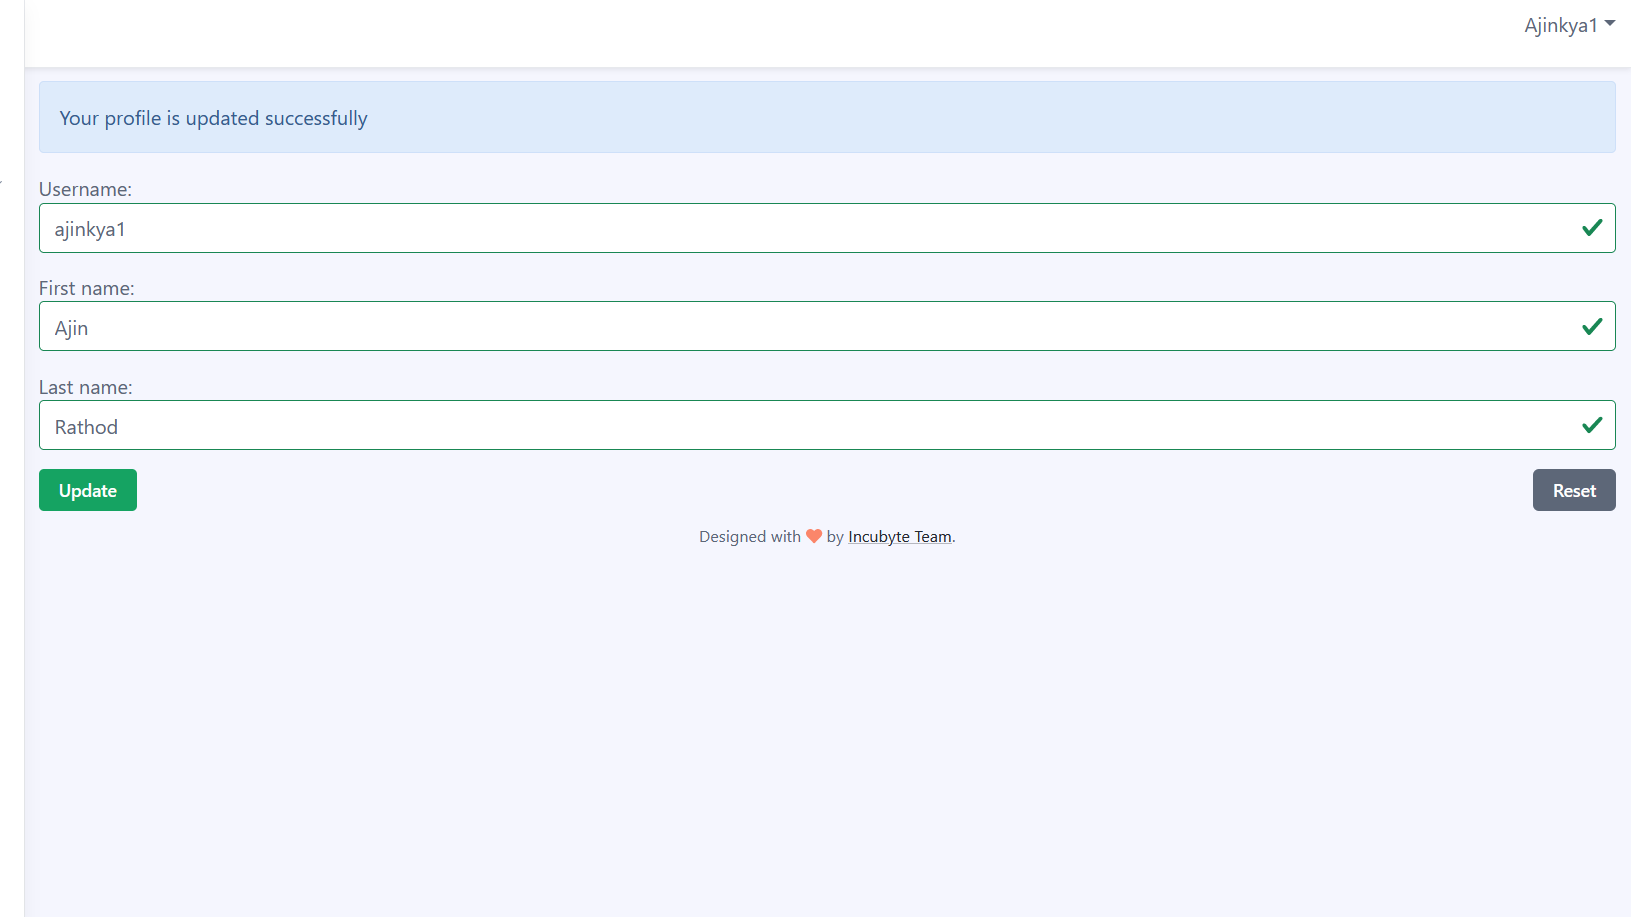 Ajinkya1
Your profile is updated successfully
Username:
ajinkya1
First name:
Ajin
Last name:
Rathod
Update
Reset
Designed with 🧡 by Incubyte Team.